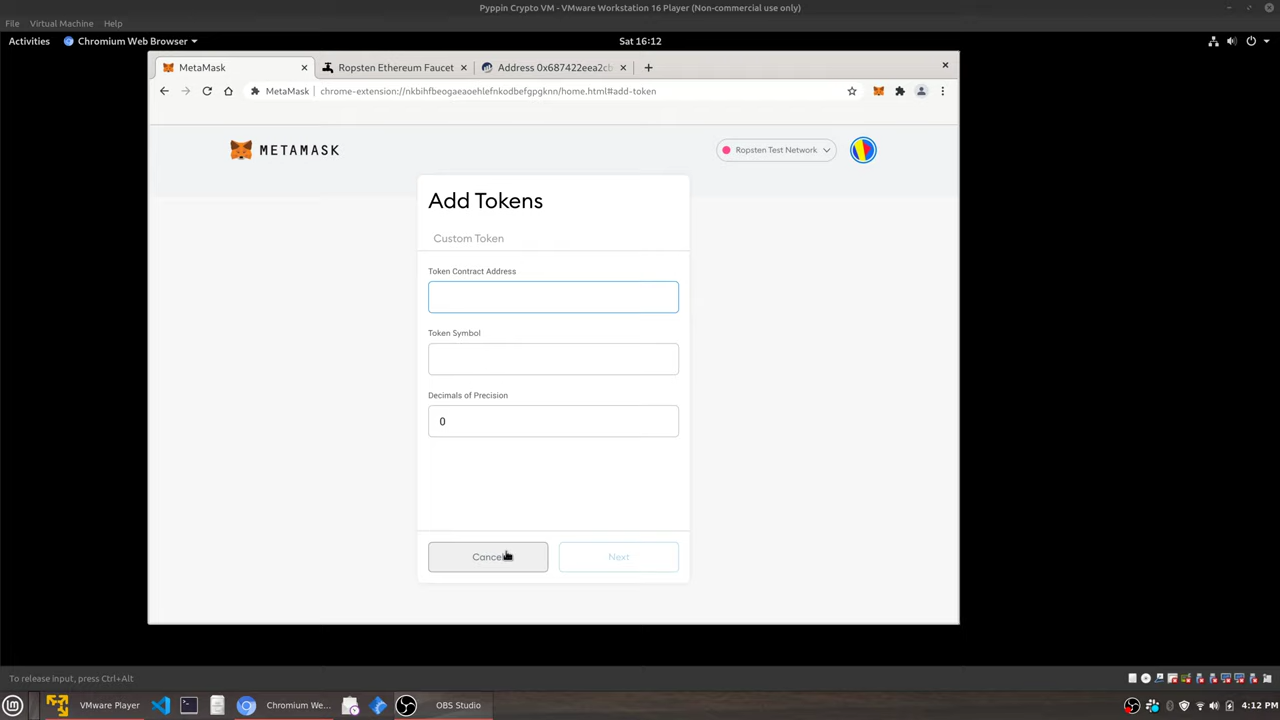 Pyppin Crypto VM - VMware Workstation 16 Player (Non-commercial use only)
File Virtual Machine Help
Activities Chromium Web Browser Sat 16:12
MetaMask Ropsten Ethereum Faucet Address 0x687422eea2cb
MetaMask chrome-extension://nkbihfbeogaeaoehlefnkodbefgpgknn/home.html#add-token
METAMASK Ropsten Test Network
Add Tokens
Custom Token
Token Contract Address
Token Symbol
Decimals of Precision
0
Cancel Next
To release input, press Ctrl+Alt
VMware Player Chromium We... OBS Studio 4:12 PM